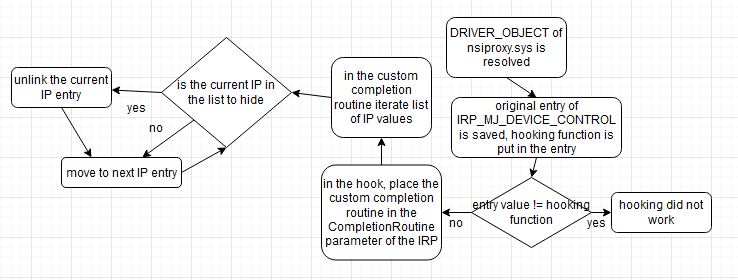 DRIVER_OBJECT of
nsiproxy.sys is
resolved
original entry of
IRP_MJ_DEVICE_CONTROL
is saved, hooking function is
put in the entry
entry value != hooking
function
yes
hooking did not
work
no
in the hook, place the
custom completion
routine in the
CompletionRoutine
parameter of the IRP
in the custom
completion
routine iterate list
of IP values
is the current IP in
the list to hide
yes
unlink the current
IP entry
no
move to next IP entry